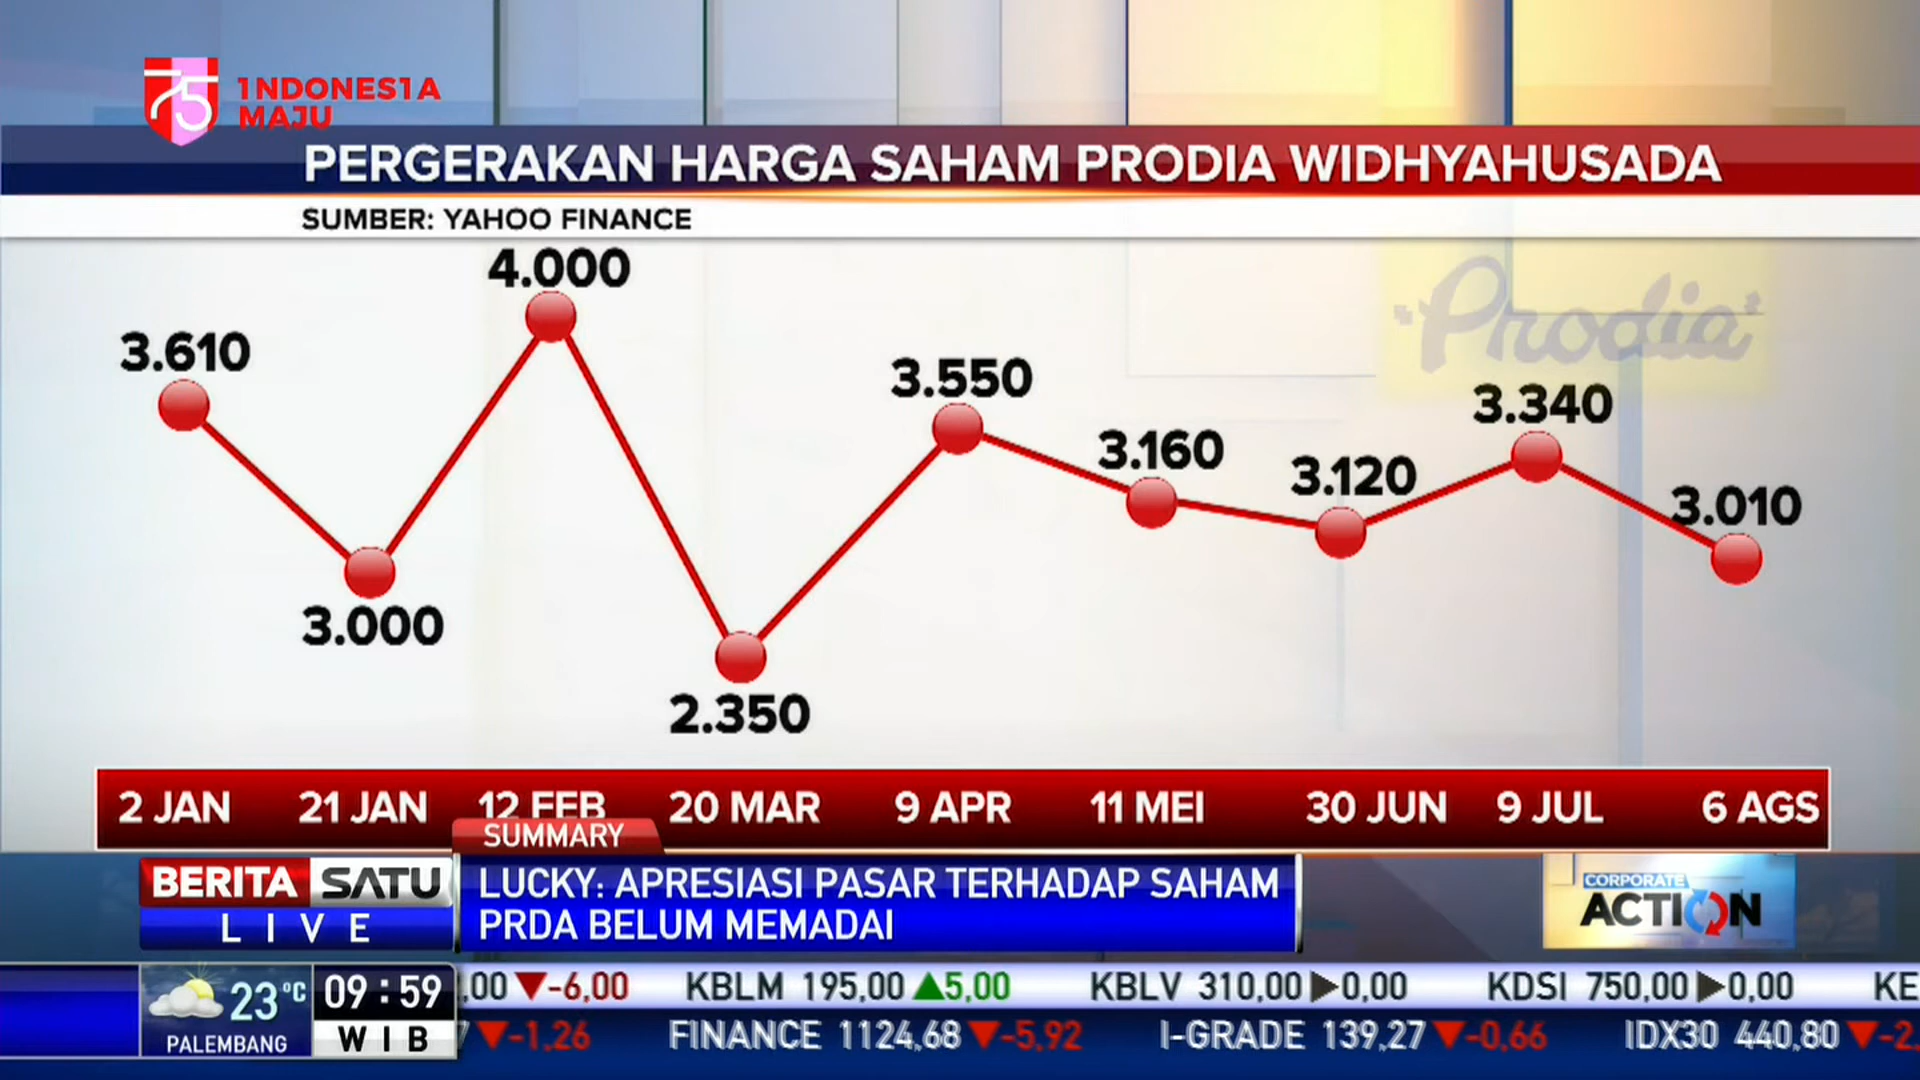 75 1NDONES1A
MAJU
PERGERAKAN HARGA SAHAM PRODIA WIDHYAHUSADA
SUMBER: YAHOO FINANCE
Prodia
3.610
3.000
4.000
2.350
3.550
3.160
3.120
3.340
3.010
2 JAN 21 JAN 12 FEB 20 MAR 9 APR 11 MEI 30 JUN 9 JUL 6 AGS
SUMMARY
BERITA SATU
LIVE
LUCKY: APRESIASI PASAR TERHADAP SAHAM
PRDA BELUM MEMADAI
CORPORATE
ACTION
23°C
PALEMBANG
09:59
WIB
,00 ▼-6,00 KBLM 195,00 ▲5,00 KBLV 310,00 ▶0,00 KDSI 750,00 ▶0,00 KE
▼-1,26 FINANCE 1124,68 ▼-5,92 I-GRADE 139,27 ▼-0,66 IDX30 440,80 ▼-2,